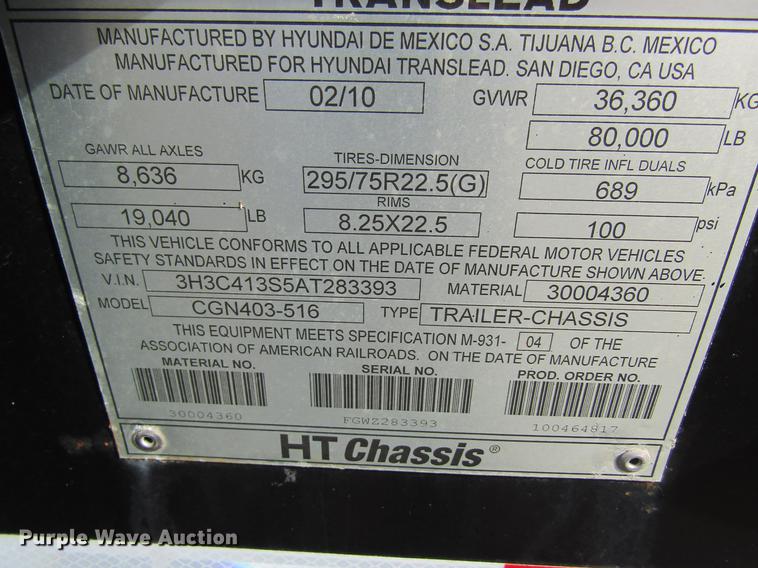 TRANSLEAD
MANUFACTURED BY HYUNDAI DE MEXICO S.A. TIJUANA B.C. MEXICO
MANUFACTURED FOR HYUNDAI TRANSLEAD. SAN DIEGO, CA USA
DATE OF MANUFACTURE 02/10 GVWR 36,360 KG
80,000 LB
GAWR ALL AXLES TIRES-DIMENSION COLD TIRE INFL DUALS
8,636 KG 295/75R22.5(G) 689 kPa
RIMS
19,040 LB 8.25X22.5 100 psi
THIS VEHICLE CONFORMS TO ALL APPLICABLE FEDERAL MOTOR VEHICLES
SAFETY STANDARDS IN EFFECT ON THE DATE OF MANUFACTURE SHOWN ABOVE.
V.I.N. 3H3C413S5AT283393 MATERIAL 30004360
MODEL CGN403-516 TYPE TRAILER-CHASSIS
THIS EQUIPMENT MEETS SPECIFICATION M-931- 04 OF THE
ASSOCIATION OF AMERICAN RAILROADS. ON THE DATE OF MANUFACTURE
MATERIAL NO. SERIAL NO. PROD. ORDER NO.
30004360 FGWZ283393 100464817
HT Chassis®
Purple Wave Auction